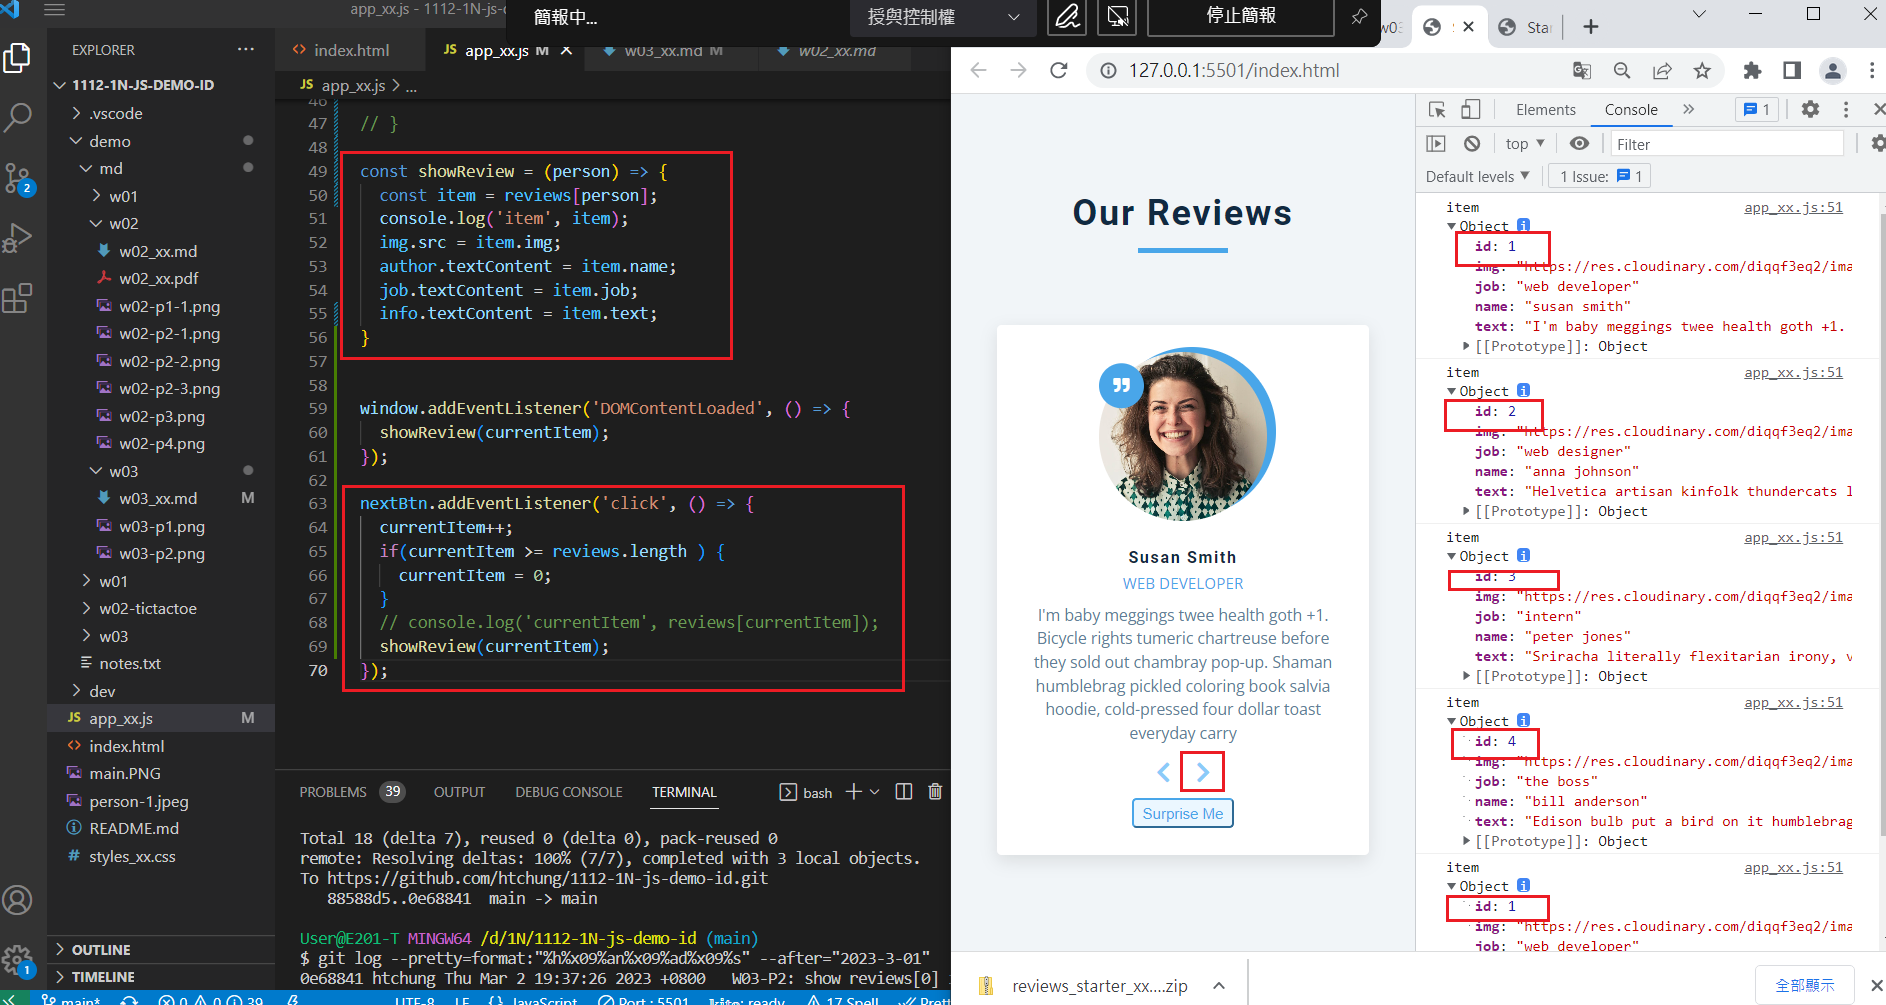 app_xx.js - 1112-1N-js-d
簡報中...
授與控制權
停止簡報
EXPLORER
1112-1N-JS-DEMO-ID
.vscode
demo
md
w01
w02
w02_xx.md
w02_xx.pdf
w02-p1-1.png
w02-p2-1.png
w02-p2-2.png
w02-p2-3.png
w02-p3.png
w02-p4.png
w03
w03_xx.md M
w03-p1.png
w03-p2.png
w01
w02-tictactoe
w03
notes.txt
dev
JS app_xx.js M
index.html
main.PNG
person-1.jpeg
README.md
# styles_xx.css
OUTLINE
TIMELINE
2
1
index.html
JS app_xx.js M
w03_xx.md M
w02_xx.md
JS app_xx.js > ...
46
47 // }
48
49 const showReview = (person) => {
50 const item = reviews[person];
51 console.log('item', item);
52 img.src = item.img;
53 author.textContent = item.name;
54 job.textContent = item.job;
55 info.textContent = item.text;
56 }
57
58
59 window.addEventListener('DOMContentLoaded', () => {
60 showReview(currentItem);
61 });
62
63 nextBtn.addEventListener('click', () => {
64 currentItem++;
65 if(currentItem >= reviews.length ) {
66 currentItem = 0;
67 }
68 // console.log('currentItem', reviews[currentItem]);
69 showReview(currentItem);
70 });
PROBLEMS 39 OUTPUT DEBUG CONSOLE TERMINAL
bash
Total 18 (delta 7), reused 0 (delta 0), pack-reused 0
remote: Resolving deltas: 100% (7/7), completed with 3 local objects.
To https://github.com/htchung/1112-1N-js-demo-id.git
88588d5..0e68841 main -> main
User@E201-T MINGW64 /d/1N/1112-1N-js-demo-id (main)
$ git log --pretty=format:"%h%x09%an%x09%ad%x09%s" --after="2023-3-01"
0e68841 htchung Thu Mar 2 19:37:26 2023 +0800 W03-P2: show reviews[0]
main* 0 0 39 UTF-8 LF {} JavaScript Port : 5501 kite: ready 17 Spell Prett
w03
Star
127.0.0.1:5501/index.html
Our Reviews
Susan Smith
WEB DEVELOPER
I'm baby meggings twee health goth +1.
Bicycle rights tumeric chartreuse before
they sold out chambray pop-up. Shaman
humblebrag pickled coloring book salvia
hoodie, cold-pressed four dollar toast
everyday carry
Surprise Me
Elements Console 1
top Filter
Default levels 1 Issue: 1
item app_xx.js:51
Object
id: 1
img: "https://res.cloudinary.com/diqqf3eq2/ima
job: "web developer"
name: "susan smith"
text: "I'm baby meggings twee health goth +1.
[[Prototype]]: Object
item app_xx.js:51
Object
id: 2
img: "https://res.cloudinary.com/diqqf3eq2/ima
job: "web designer"
name: "anna johnson"
text: "Helvetica artisan kinfolk thundercats l
[[Prototype]]: Object
item app_xx.js:51
Object
id: 3
img: "https://res.cloudinary.com/diqqf3eq2/ima
job: "intern"
name: "peter jones"
text: "Sriracha literally flexitarian irony, v
[[Prototype]]: Object
item app_xx.js:51
Object
id: 4
img: "https://res.cloudinary.com/diqqf3eq2/ima
job: "the boss"
name: "bill anderson"
text: "Edison bulb put a bird on it humblebrag
[[Prototype]]: Object
item app_xx.js:51
Object
id: 1
img: "https://res.cloudinary.com/diqqf3eq2/ima
job: "web developer"
reviews_starter_xx....zip
全部顯示